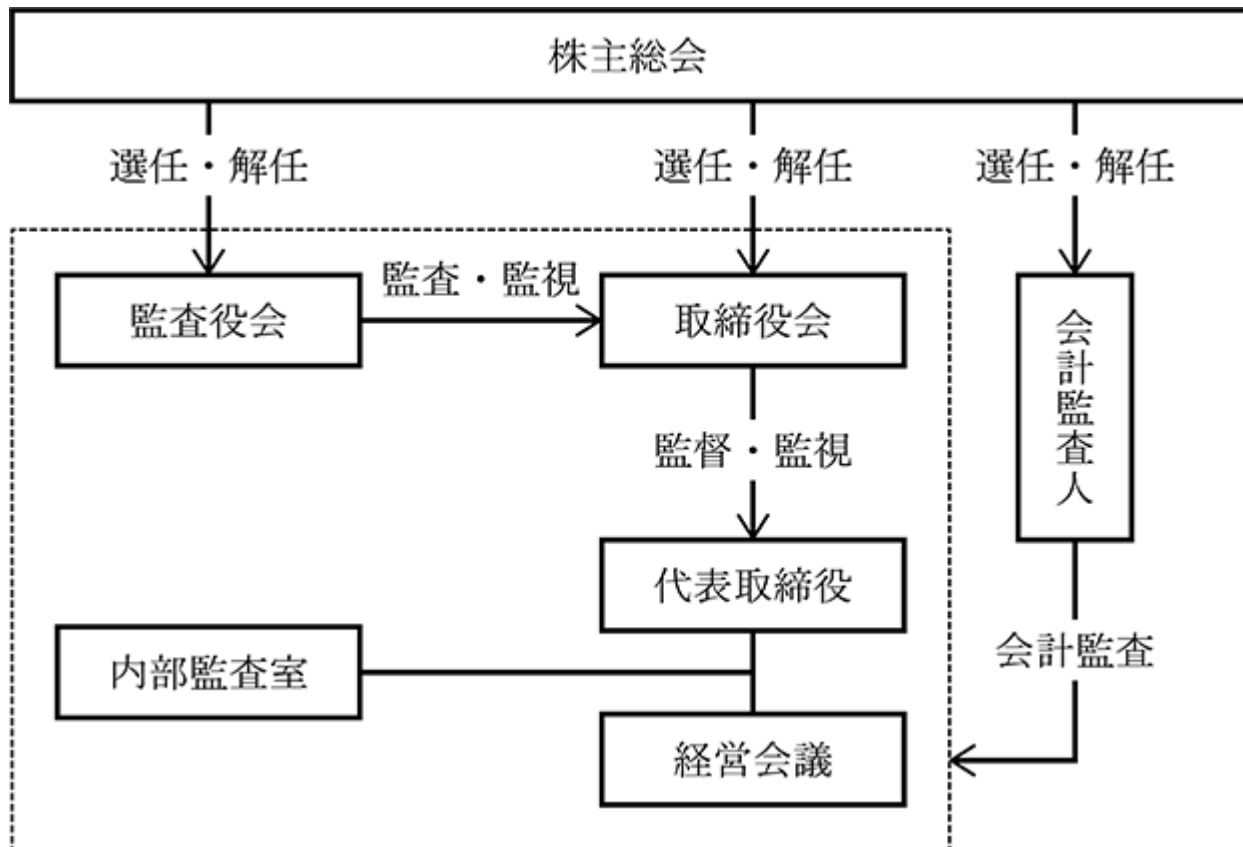 株主総会
選任・解任
選任・解任
選任・解任
監査役会
監査・監視
取締役会
会計監査人
監督・監視
代表取締役
内部監査室
会計監査
経営会議